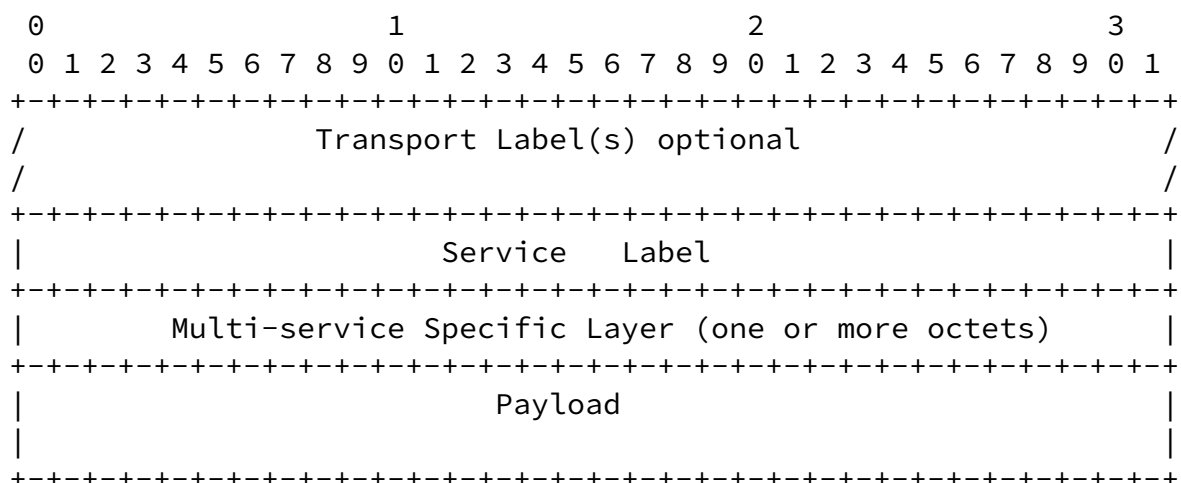 0                   1                   2                   3
 0 1 2 3 4 5 6 7 8 9 0 1 2 3 4 5 6 7 8 9 0 1 2 3 4 5 6 7 8 9 0 1
+-+-+-+-+-+-+-+-+-+-+-+-+-+-+-+-+-+-+-+-+-+-+-+-+-+-+-+-+-+-+-+-+
/                Transport Label(s) optional                    /
/                                                               /
+-+-+-+-+-+-+-+-+-+-+-+-+-+-+-+-+-+-+-+-+-+-+-+-+-+-+-+-+-+-+-+-+
|                       Service   Label                         |
+-+-+-+-+-+-+-+-+-+-+-+-+-+-+-+-+-+-+-+-+-+-+-+-+-+-+-+-+-+-+-+-+
|        Multi-service Specific Layer (one or more octets)      |
+-+-+-+-+-+-+-+-+-+-+-+-+-+-+-+-+-+-+-+-+-+-+-+-+-+-+-+-+-+-+-+-+
|                          Payload                              |
|                                                               |
+-+-+-+-+-+-+-+-+-+-+-+-+-+-+-+-+-+-+-+-+-+-+-+-+-+-+-+-+-+-+-+-+